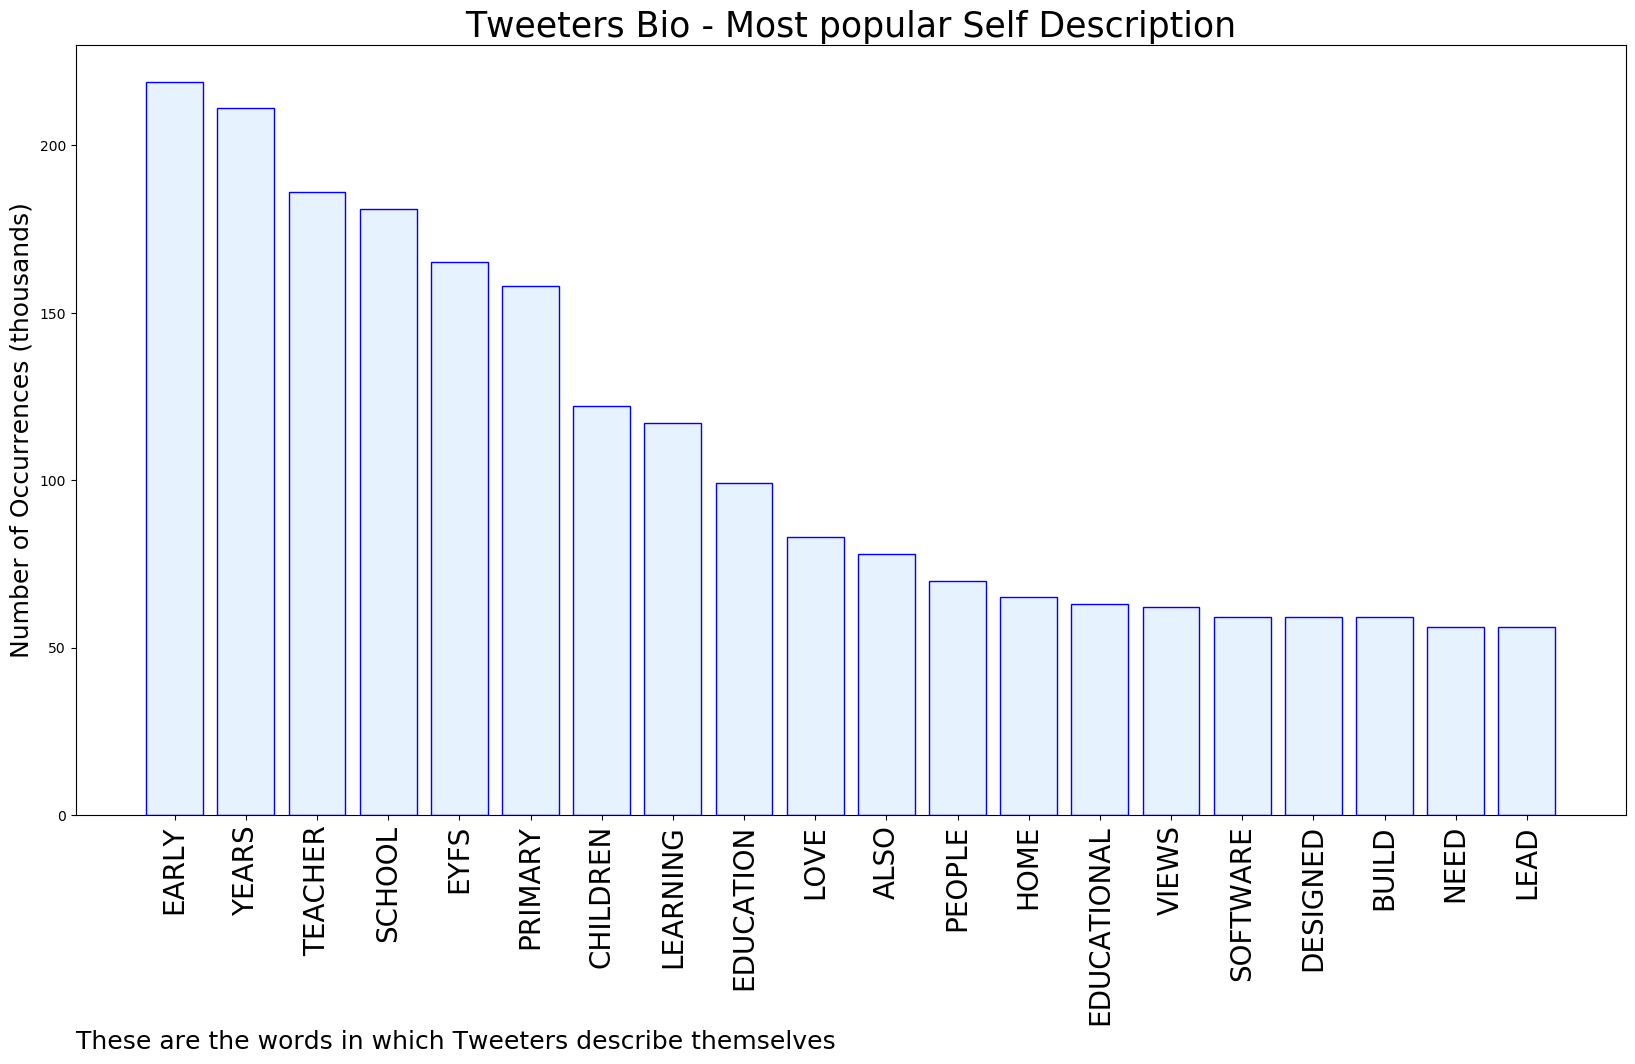 Tweeters Bio - Most popular Self Description
Number of Occurrences (thousands)
200
150
100
50
0
EARLY
YEARS
TEACHER
SCHOOL
EYFS
PRIMARY
CHILDREN
LEARNING
EDUCATION
LOVE
ALSO
PEOPLE
HOME
EDUCATIONAL
VIEWS
SOFTWARE
DESIGNED
BUILD
NEED
LEAD
These are the words in which Tweeters describe themselves